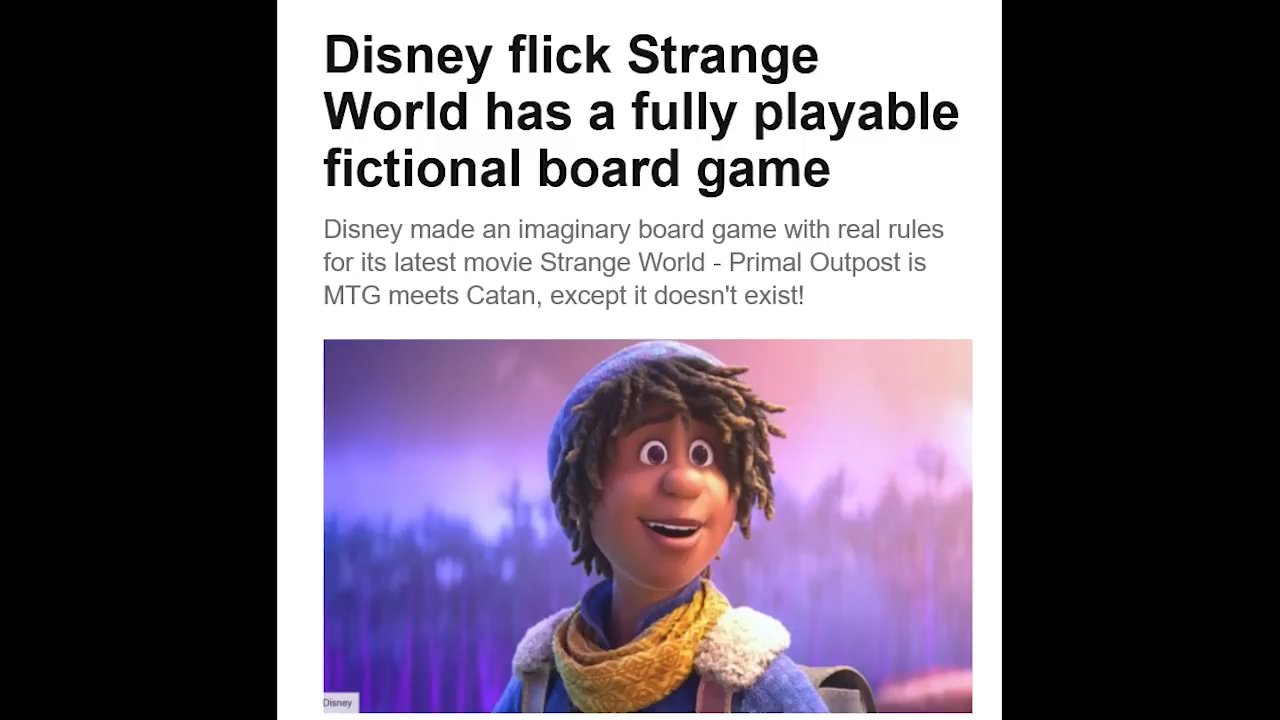 Disney flick Strange
World has a fully playable
fictional board game
Disney made an imaginary board game with real rules
for its latest movie Strange World - Primal Outpost is
MTG meets Catan, except it doesn't exist!
Disney